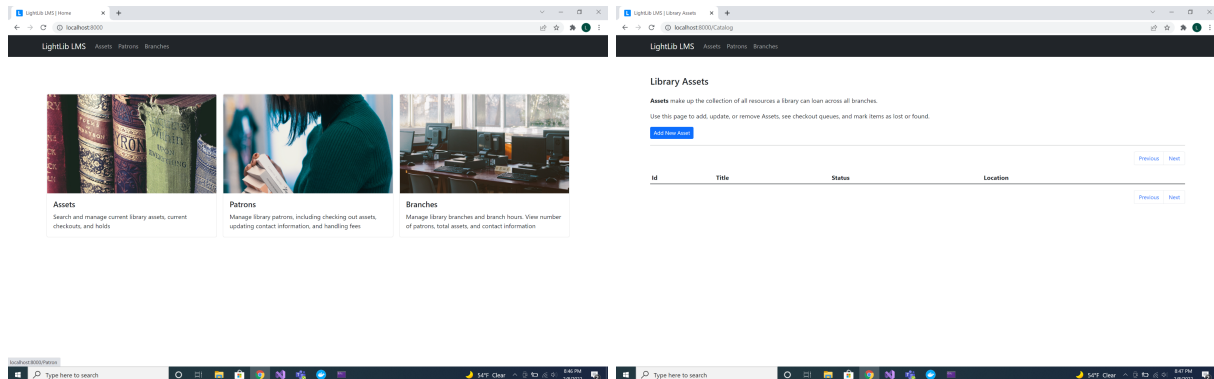 LightLib LMS | Home
localhost:8000
LightLib LMS Assets Patrons Branches
Assets
Search and manage current library assets, current
checkouts, and holds
Patrons
Manage library patrons, including checking out assets,
updating contact information, and handling fees
Branches
Manage library branches and branch hours. View number
of patrons, total assets, and contact information
localhost:8000/Patron
Type here to search
54°F Clear
8:46 PM
LightLib LMS | Library Assets
localhost:8000/Catalog
LightLib LMS Assets Patrons Branches
Library Assets
Assets make up the collection of all resources a library can loan across all branches.
Use this page to add, update, or remove Assets, see checkout queues, and mark items as lost or found.
Add New Asset
Previous Next
Id Title Status Location
Previous Next
Type here to search
54°F Clear
8:47 PM